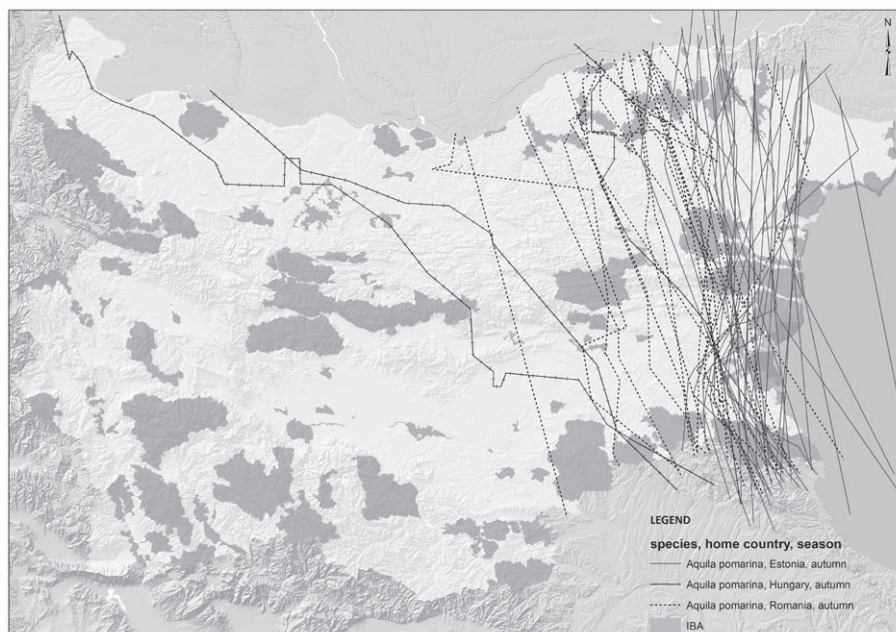 N
LEGEND
species, home country, season
Aquila pomarina, Estonia, autumn
Aquila pomarina, Hungary, autumn
Aquila pomarina, Romania, autumn
IBA